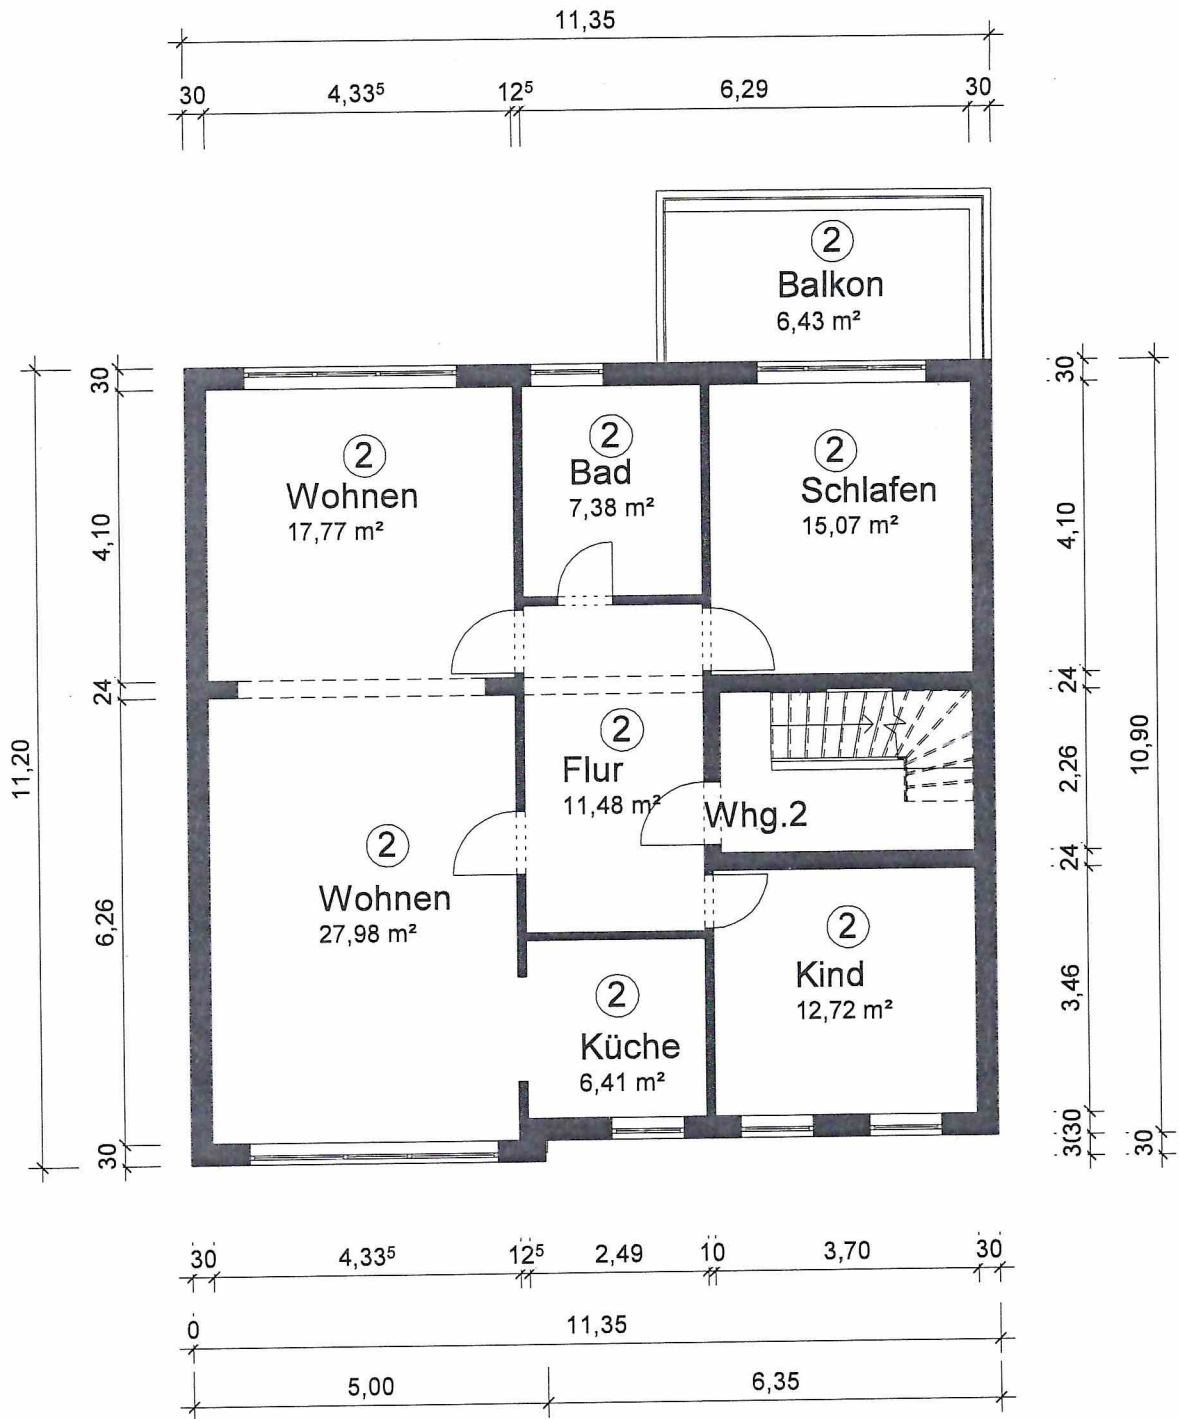 11,35
30 4,33⁵ 12⁵ 6,29 30
2
Balkon
6,43 m²
30
4,10
24
6,26
30
11,20
2
Wohnen
17,77 m²
2
Bad
7,38 m²
2
Schlafen
15,07 m²
2
Flur
11,48 m²
Whg.2
2
Wohnen
27,98 m²
2
Küche
6,41 m²
2
Kind
12,72 m²
30
4,10
24
2,26
24
3,46
30
30
10,90
30
30 4,33⁵ 12⁵ 2,49 10 3,70 30
0 11,35
5,00 6,35